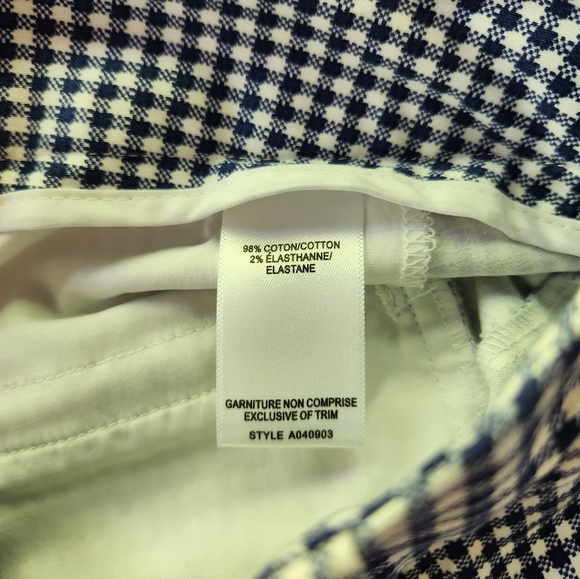 98% COTON/COTTON
2% ÉLASTHANNE/
ELASTANE
GARNITURE NON COMPRISE
EXCLUSIVE OF TRIM
STYLE A040903